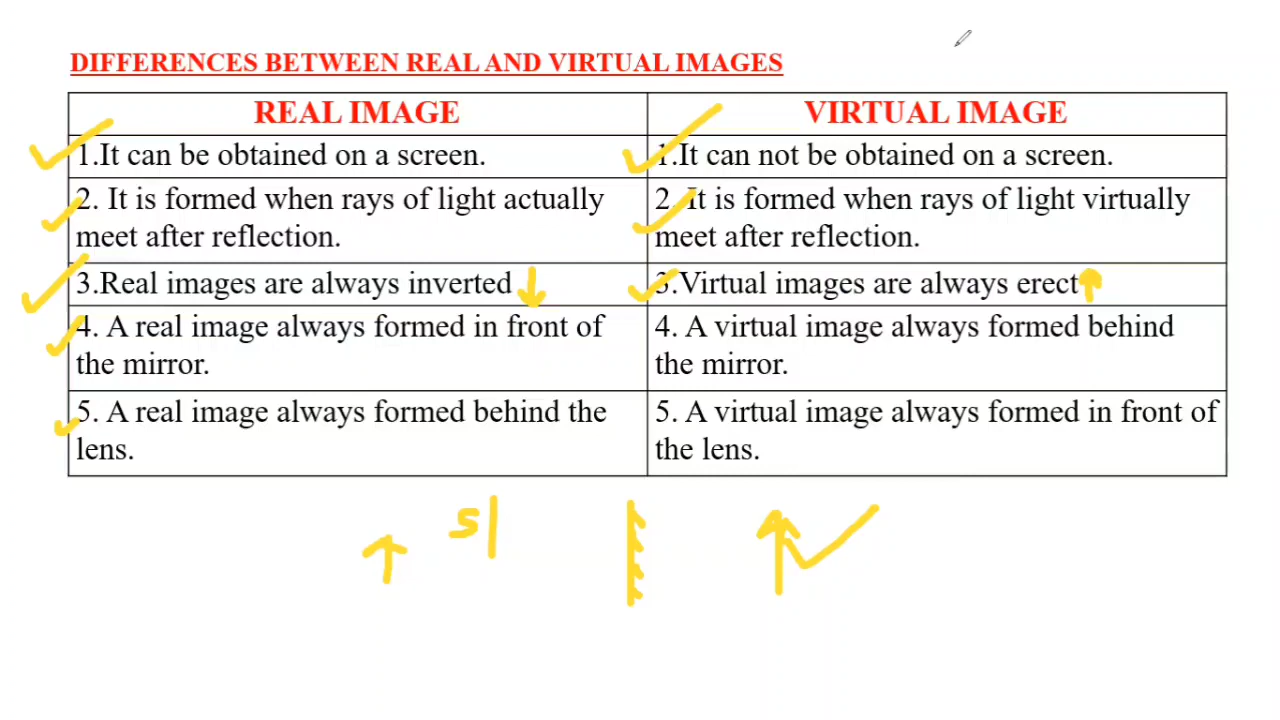 DIFFERENCES BETWEEN REAL AND VIRTUAL IMAGES
REAL IMAGE
VIRTUAL IMAGE
1.It can be obtained on a screen.
1.It can not be obtained on a screen.
2. It is formed when rays of light actually
meet after reflection.
2. It is formed when rays of light virtually
meet after reflection.
3.Real images are always inverted
3.Virtual images are always erect
4. A real image always formed in front of
the mirror.
4. A virtual image always formed behind
the mirror.
5. A real image always formed behind the
lens.
5. A virtual image always formed in front of
the lens.
S